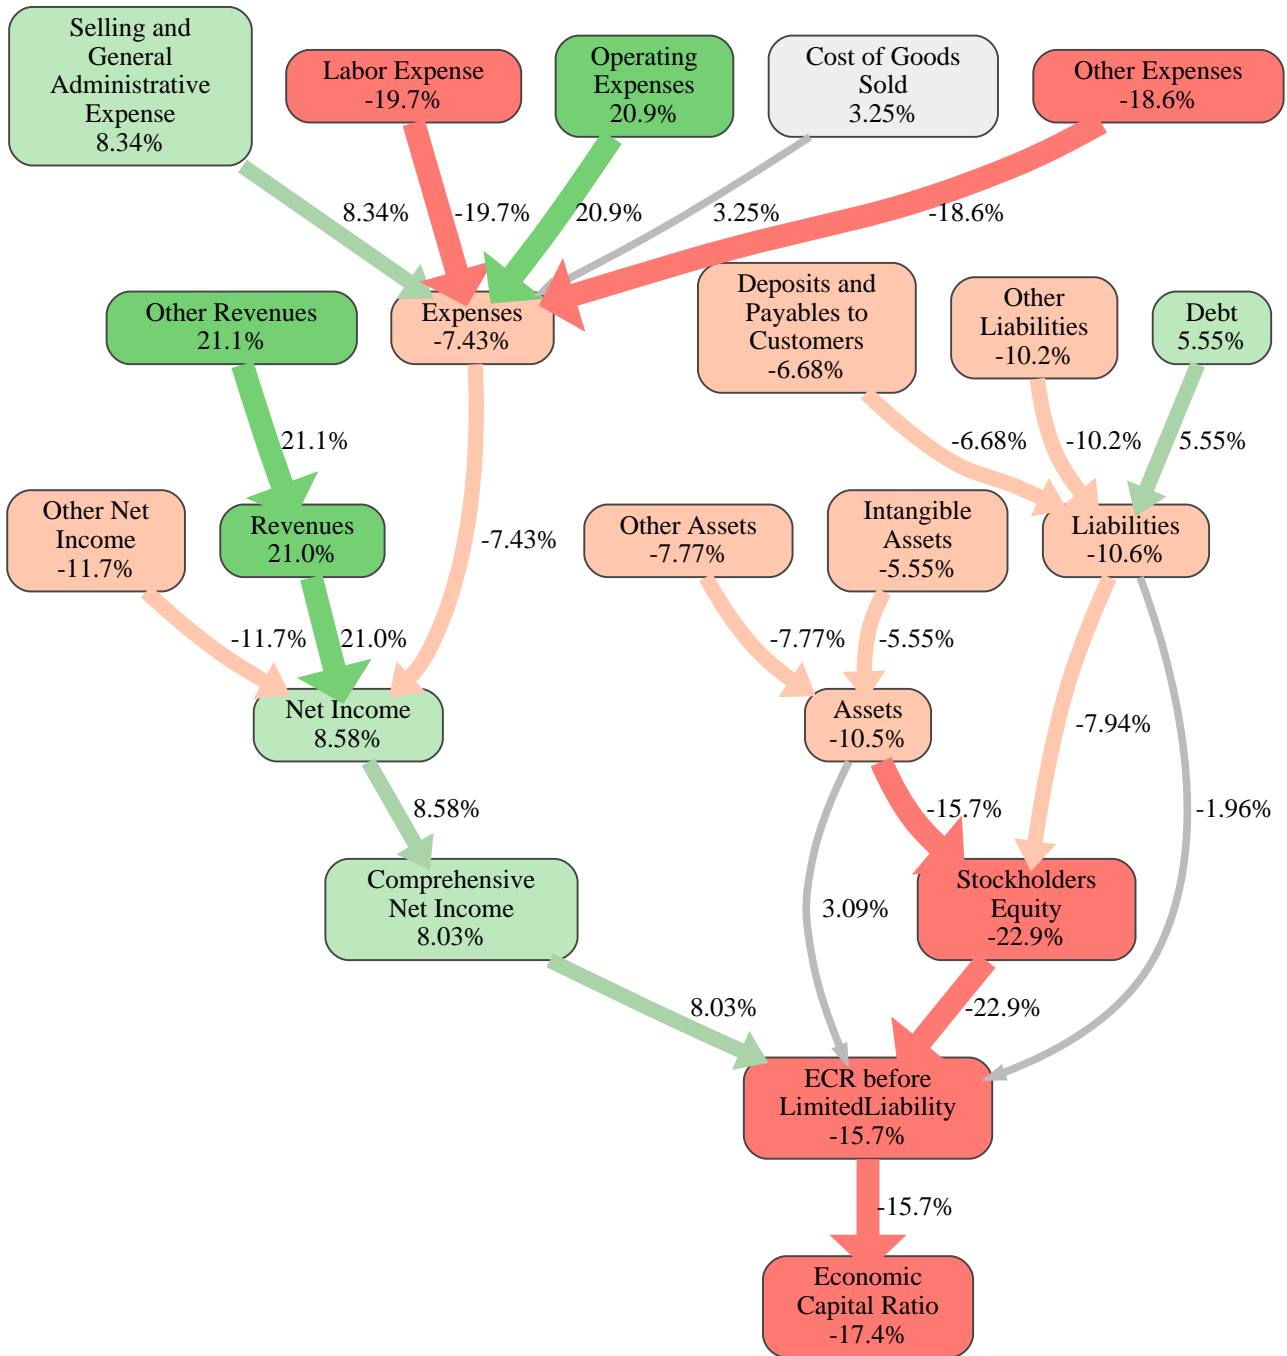 Selling and
General
Administrative
Expense
8.34%
Labor Expense
-19.7%
Operating
Expenses
20.9%
Cost of Goods
Sold
3.25%
Other Expenses
-18.6%
8.34%
-19.7%
20.9%
3.25%
-18.6%
Other Revenues
21.1%
Expenses
-7.43%
Deposits and
Payables to
Customers
-6.68%
Other
Liabilities
-10.2%
Debt
5.55%
21.1%
-6.68%
-10.2%
5.55%
Other Net
Income
-11.7%
Revenues
21.0%
-7.43%
Other Assets
-7.77%
Intangible
Assets
-5.55%
Liabilities
-10.6%
-11.7%
21.0%
-7.77%
-5.55%
Net Income
8.58%
Assets
-10.5%
-7.94%
8.58%
-15.7%
-1.96%
Comprehensive
Net Income
8.03%
3.09%
Stockholders
Equity
-22.9%
8.03%
-22.9%
ECR before
LimitedLiability
-15.7%
-15.7%
Economic
Capital Ratio
-17.4%